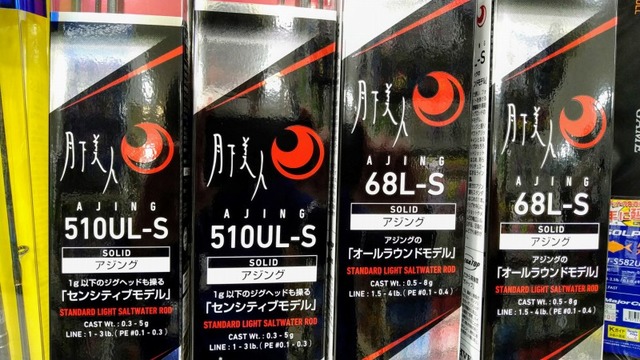 月下美人
AJING
510UL-S
SOLID
アジング
1g以下のジグヘッドも操る
「センシティブモデル」
STANDARD LIGHT SALTWATER ROD
CAST WT. : 0.3 - 5g
LINE : 1 - 3lb. ( PE #0.1 - 0.3 )
月下美人
AJING
510UL-S
SOLID
アジング
1g以下のジグヘッドも操る
「センシティブモデル」
STANDARD LIGHT SALTWATER ROD
CAST WT. : 0.3 - 5g
LINE : 1 - 3lb. ( PE #0.1 - 0.3 )
月下美人
AJING
68L-S
SOLID
アジング
アジングの
「オールラウンドモデル」
STANDARD LIGHT SALTWATER ROD
CAST WT. : 0.5 - 8g
LINE : 1.5 - 4lb. ( PE #0.1 - 0.4 )
L-S
月下美人
AJING
68L-S
SOLID
アジング
アジングの
「オールラウンドモデル」
STANDARD LIGHT SALTWATER ROD
CAST WT. : 0.5 - 8g
LINE : 1.5 - 4lb. ( PE #0.1 - 0.4 )
GAME
SOLP
S582U
FAST
Major C